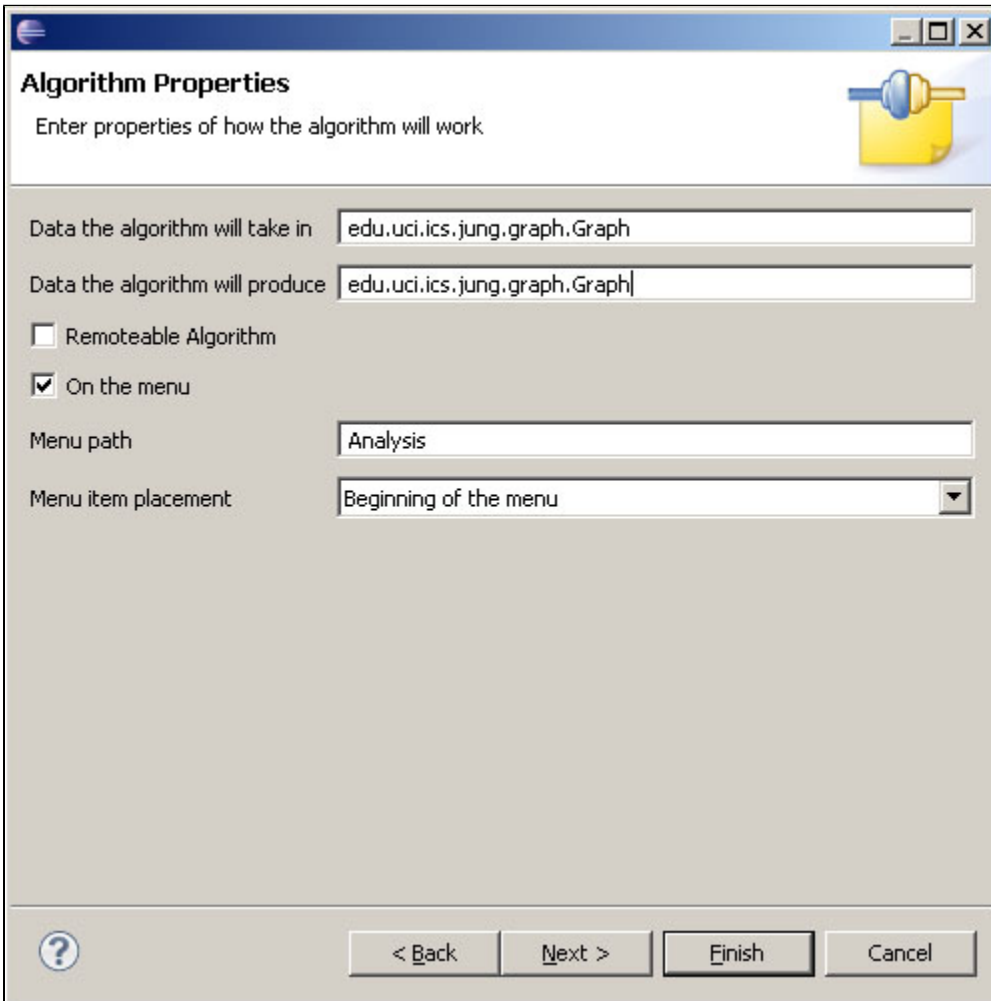 Algorithm Properties
Enter properties of how the algorithm will work
Data the algorithm will take in edu.uci.ics.jung.graph.Graph
Data the algorithm will produce edu.uci.ics.jung.graph.Graph
Remoteable Algorithm
On the menu
Menu path Analysis
Menu item placement Beginning of the menu
? < Back Next > Finish Cancel